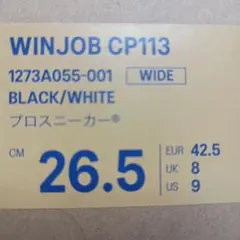 WINJOB CP113
1273A055-001 WIDE
BLACK/WHITE
プロスニーカー®
CM 26.5
EUR 42.5
UK 8
US 9